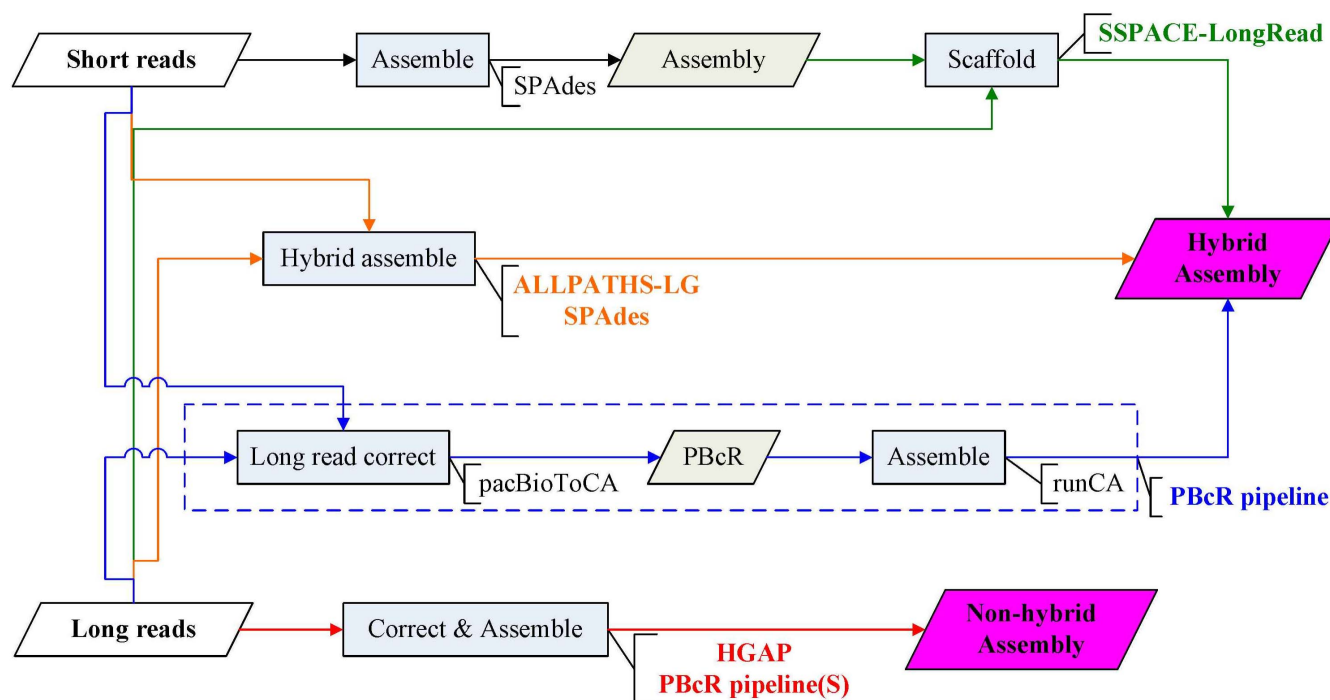 SSPACE-LongRead
Short reads
Assemble
Assembly
Scaffold
SPAdes
Hybrid assemble
Hybrid
Assembly
ALLPATHS-LG
SPAdes
Long read correct
PBcR
Assemble
pacBioToCA
runCA
PBcR pipeline
Long reads
Correct & Assemble
Non-hybrid
Assembly
HGAP
PBcR pipeline(S)